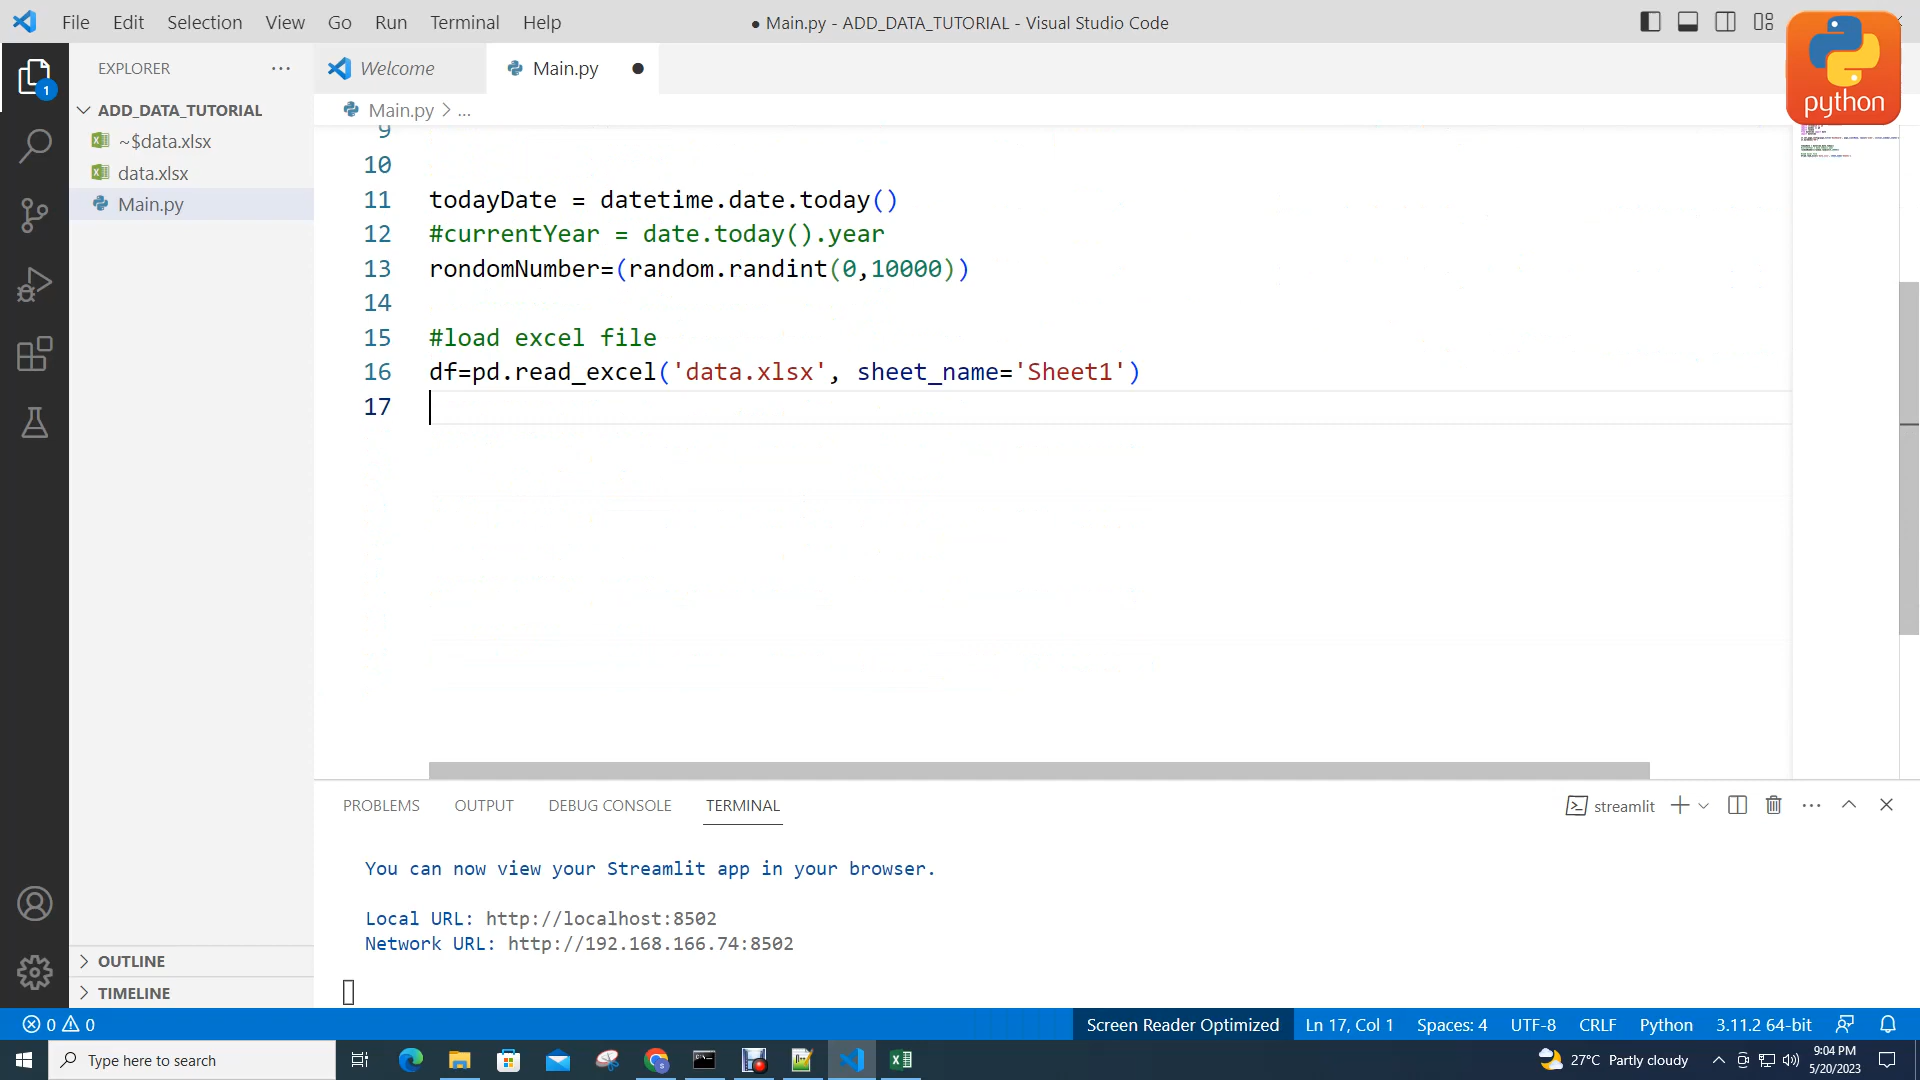 File Edit Selection View Go Run Terminal Help
● Main.py - ADD_DATA_TUTORIAL - Visual Studio Code
python
EXPLORER
Welcome
Main.py
Main.py > ...
ADD_DATA_TUTORIAL
~$data.xlsx
data.xlsx
Main.py
1
9
10
11 todayDate = datetime.date.today()
12 #currentYear = date.today().year
13 rondomNumber=(random.randint(0,10000))
14
15 #load excel file
16 df=pd.read_excel('data.xlsx', sheet_name='Sheet1')
17
PROBLEMS OUTPUT DEBUG CONSOLE TERMINAL
streamlit
You can now view your Streamlit app in your browser.
Local URL: http://localhost:8502
Network URL: http://192.168.166.74:8502
OUTLINE
TIMELINE
0 0
Screen Reader Optimized Ln 17, Col 1 Spaces: 4 UTF-8 CRLF Python 3.11.2 64-bit
Type here to search
27°C Partly cloudy
9:04 PM
5/20/2023